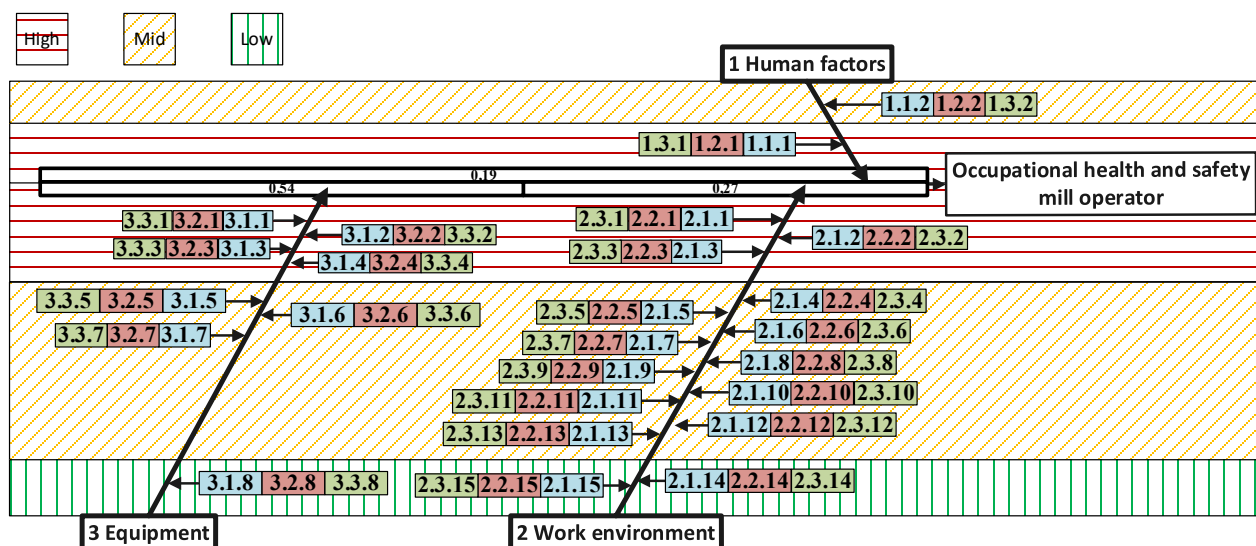 High
Mid
Low
1 Human factors
1.1.2 1.2.2 1.3.2
1.3.1 1.2.1 1.1.1
0,19
0,54
0,27
Occupational health and safety
mill operator
3.3.1 3.2.1 3.1.1
3.1.2 3.2.2 3.3.2
3.3.3 3.2.3 3.1.3
3.1.4 3.2.4 3.3.4
2.3.1 2.2.1 2.1.1
2.1.2 2.2.2 2.3.2
2.3.3 2.2.3 2.1.3
3.3.5 3.2.5 3.1.5
3.1.6 3.2.6 3.3.6
3.3.7 3.2.7 3.1.7
2.1.4 2.2.4 2.3.4
2.3.5 2.2.5 2.1.5
2.1.6 2.2.6 2.3.6
2.3.7 2.2.7 2.1.7
2.1.8 2.2.8 2.3.8
2.3.9 2.2.9 2.1.9
2.1.10 2.2.10 2.3.10
2.3.11 2.2.11 2.1.11
2.1.12 2.2.12 2.3.12
2.3.13 2.2.13 2.1.13
3.1.8 3.2.8 3.3.8
2.1.14 2.2.14 2.3.14
2.3.15 2.2.15 2.1.15
3 Equipment
2 Work environment